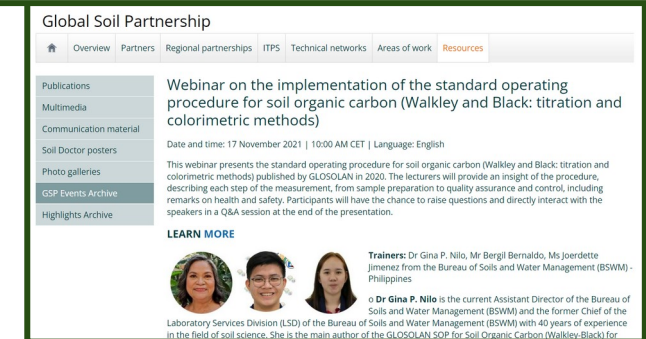 Global Soil Partnership
Overview Partners Regional partnerships ITPS Technical networks Areas of work Resources
Publications
Multimedia
Communication material
Soil Doctor posters
Photo galleries
GSP Events Archive
Highlights Archive
Webinar on the implementation of the standard operating
procedure for soil organic carbon (Walkley and Black: titration and
colorimetric methods)
Date and time: 17 November 2021 | 10:00 AM CET | Language: English
This webinar presents the standard operating procedure for soil organic carbon (Walkley and Black: titration and
colorimetric methods) published by GLOSOLAN in 2020. The lecturers will provide an insight of the procedure,
describing each step of the measurement, from sample preparation to quality assurance and control, including
remarks on health and safety. Participants will have the chance to raise questions and directly interact with the
speakers in a Q&A session at the end of the presentation.
LEARN MORE
Trainers: Dr Gina P. Nilo, Mr Bergil Bernaldo, Ms Joerdette
Jimenez from the Bureau of Soils and Water Management (BSWM) -
Philippines
o Dr Gina P. Nilo is the current Assistant Director of the Bureau of
Soils and Water Management (BSWM) and the former Chief of the
Laboratory Services Division (LSD) of the Bureau of Soils and Water Management (BSWM) with 40 years of experience
in the field of soil science. She is the main author of the GLOSOLAN SOP for Soil Organic Carbon (Walkley-Black) for